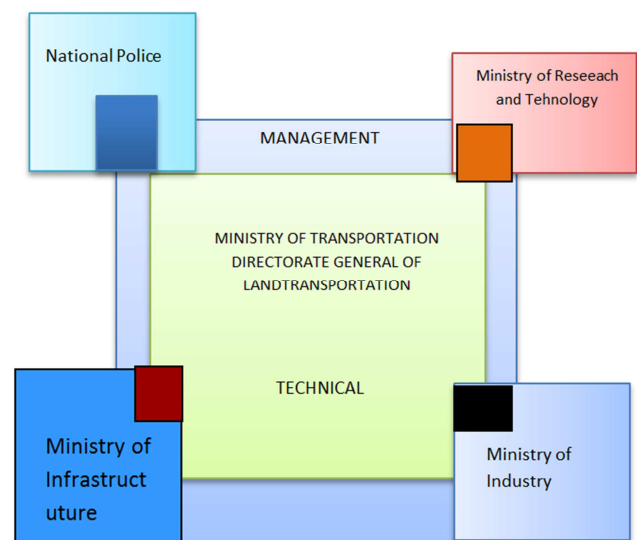 National Police
Ministry of Reseeach
and Tehnology
MANAGEMENT
MINISTRY OF TRANSPORTATION
DIRECTORATE GENERAL OF
LANDTRANSPORTATION
TECHNICAL
Ministry of
Infrastruct
uture
Ministry of
Industry